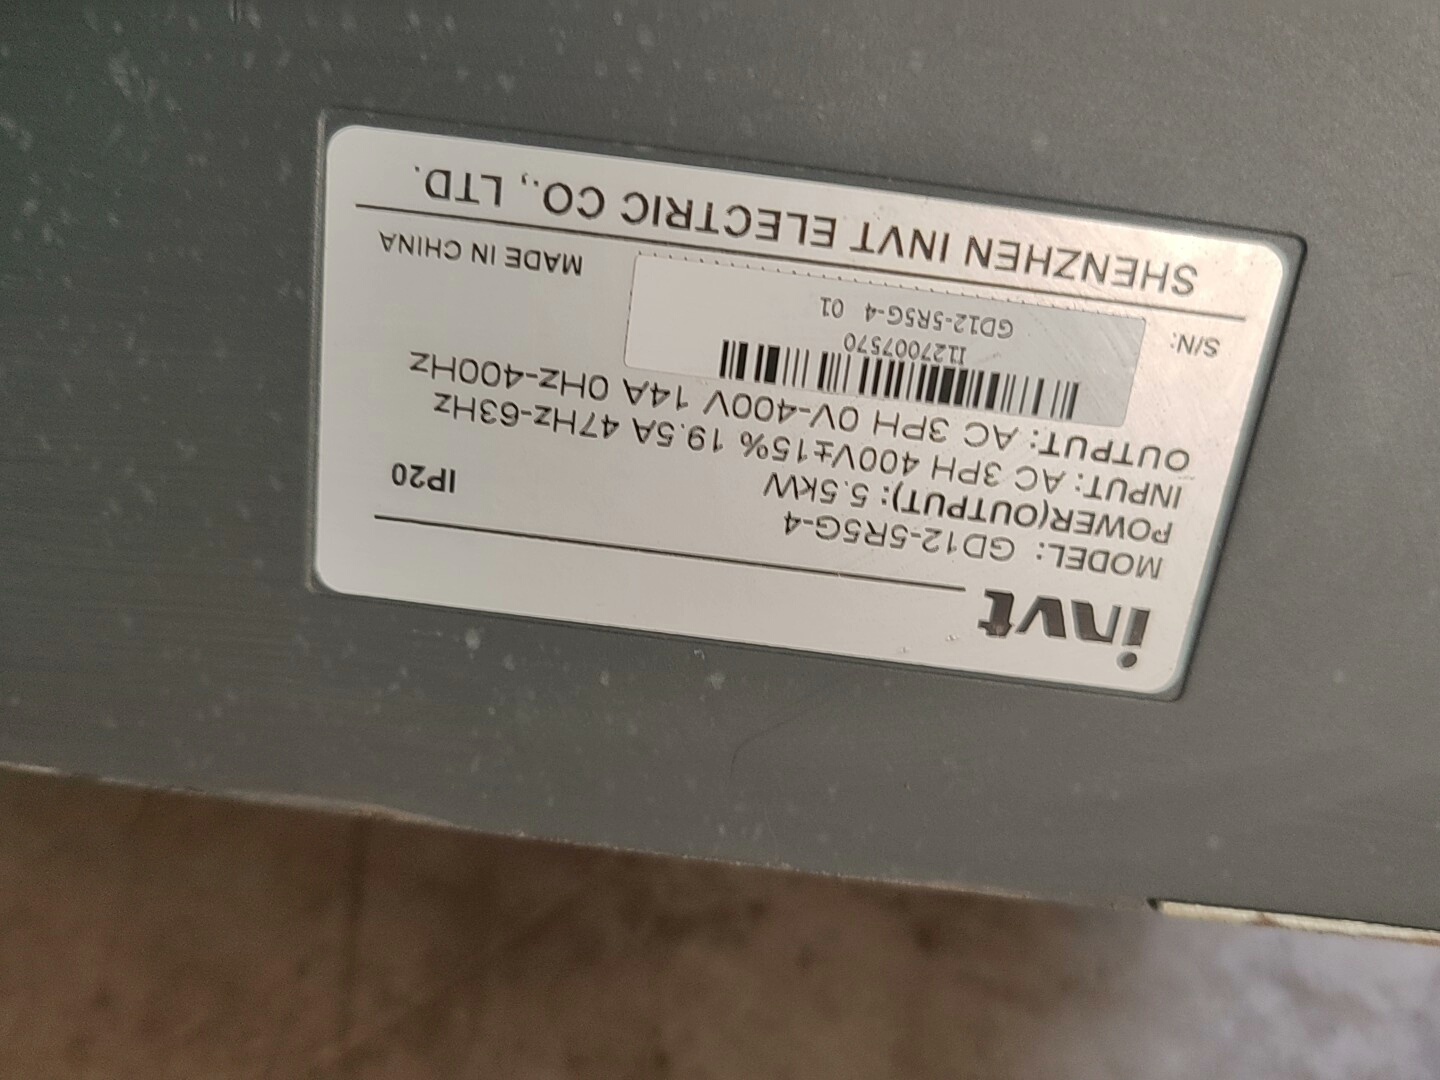 invt
MODEL: GD12-5R5G-4
POWER(OUTPUT): 5.5kW
IP20
INPUT: AC 3PH 400V±15% 19.5A 47Hz-63Hz
OUTPUT: AC 3PH 0V-400V 14A 0Hz-400Hz
S/N:
I127007570
GD12-5R5G-4 01
MADE IN CHINA
SHENZHEN INVT ELECTRIC CO., LTD.